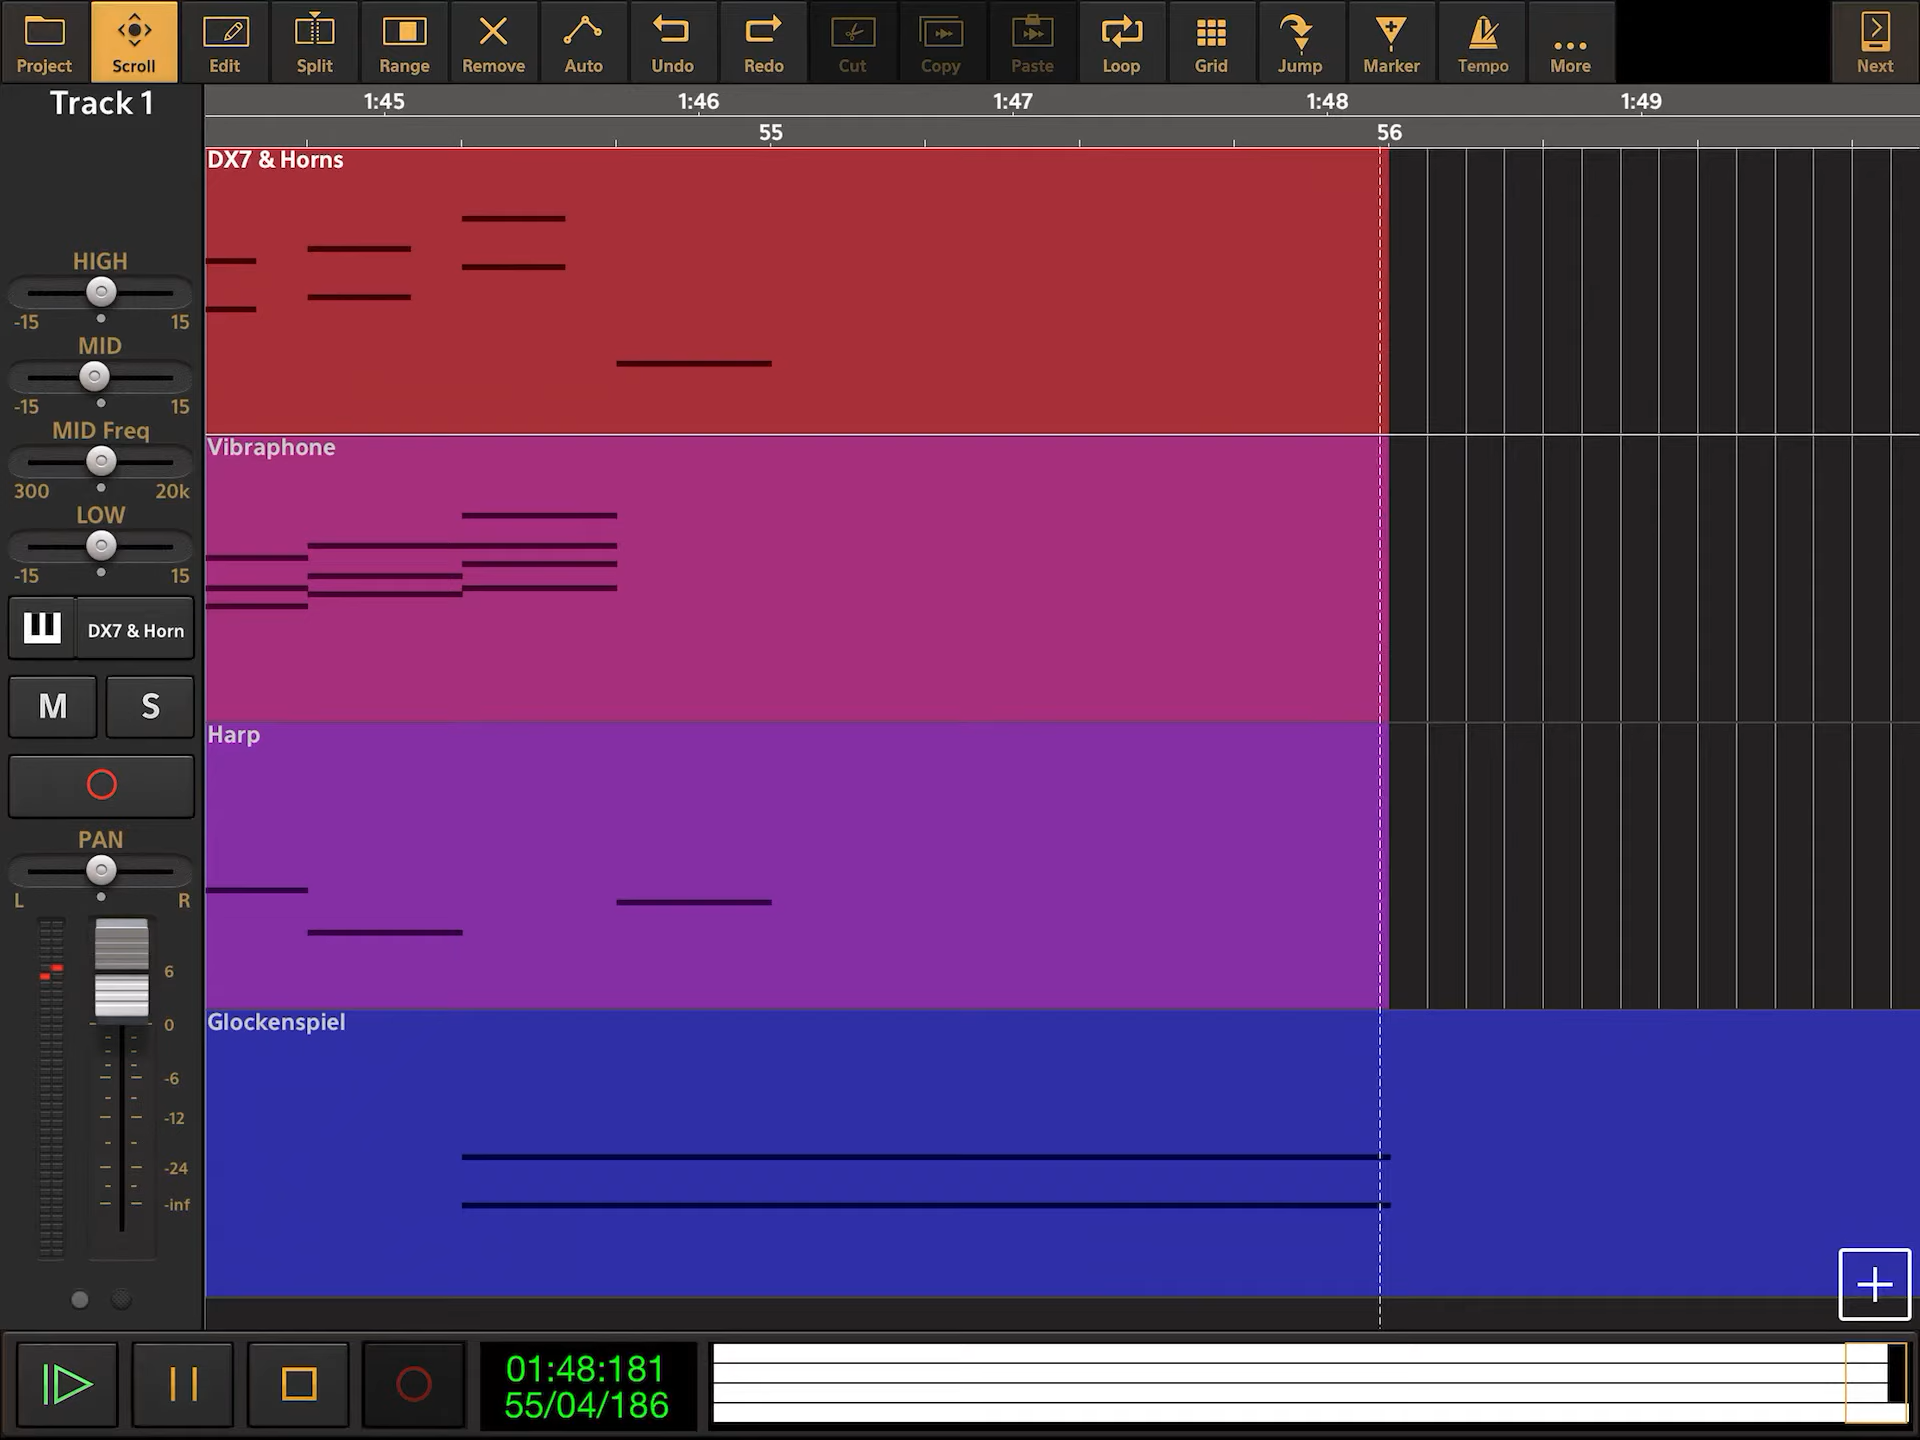 Project Scroll Edit Split Range Remove Auto Undo Redo Cut Copy Paste Loop Grid Jump Marker Tempo More Next
Track 1
1:45 1:46 1:47 1:48 1:49
55 56
DX7 & Horns
HIGH
-15 15
MID
-15 15
MID Freq
300 20k
LOW
-15 15
DX7 & Horn
M S
PAN
L R
6
0
-6
-12
-24
-inf
Vibraphone
Harp
Glockenspiel
01:48:181
55/04/186